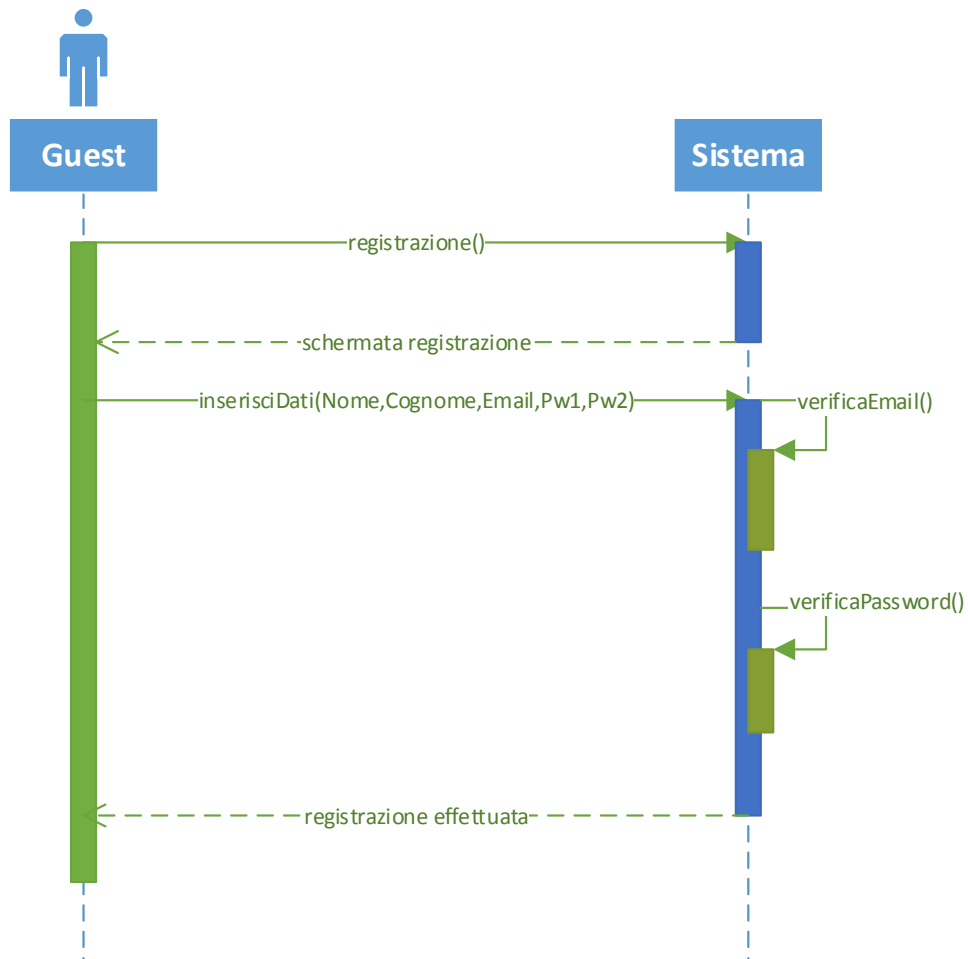 Guest
Sistema
registrazione()
schermata registrazione
inserisciDati(Nome,Cognome,Email,Pw1,Pw2)
verificaEmail()
verificaPassword()
registrazione effettuata